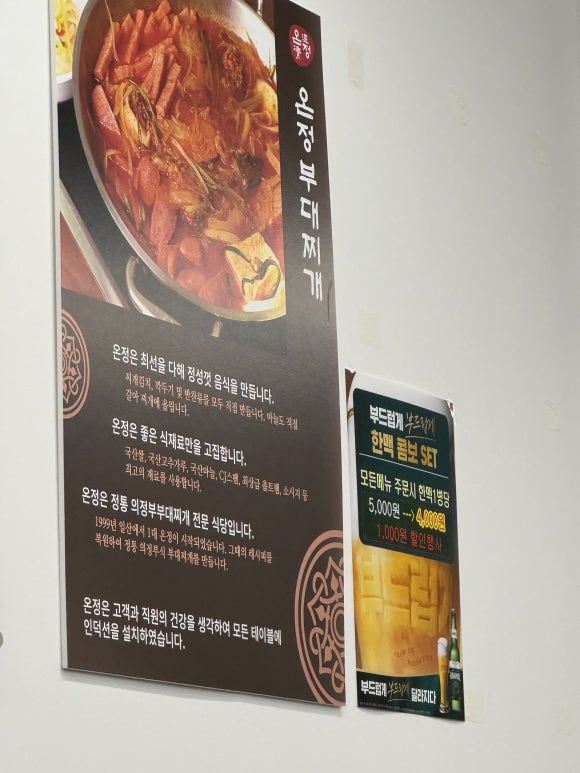 온정
온정 부대찌개
온정은 최선을 다해 정성껏 음식을 만듭니다.
찌개김치, 깍두기 및 반찬류를 모두 직접 만듭니다. 마늘도 직접
갈아 찌개에 올립니다.
온정은 좋은 식재료만을 고집합니다.
국산쌀, 국산고추가루, 국산마늘, CJ스팸, 최상급 솔트햄, 소시지 등
최고의 재료를 사용합니다.
온정은 정통 의정부부대찌개 전문 식당입니다.
1999년 일산에서 1대 온정이 시작되었습니다. 그때의 레시피를
복원하여 정통 의정부식 부대찌개를 만듭니다.
온정은 고객과 직원의 건강을 생각하여 모든 테이블에
인덕션을 설치하였습니다.
부드럽게 부드럽게
한맥 콤보 SET
모든메뉴 주문시 한맥1병당
5,000원 ---> 4,000원
1,000원 할인행사
부드럽
부드럽게 부드럽게 달라지다